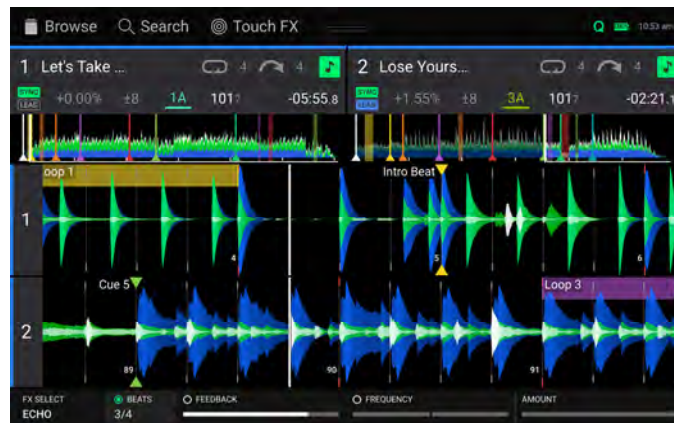 Browse Search Touch FX Q 10:53 am
1 Let's Take ... 4 4
SYNC LEAD +0.00% ±8 1A 101 -05:55.8
2 Lose Yours... 4 4
SYNC LEAD +1.55% ±8 3A 101 -02:21.
oop 1 Intro Beat
1
4 5 6
Cue 5 Loop 3
2
89 90 91
FX SELECT BEATS FEEDBACK FREQUENCY AMOUNT
ECHO 3/4